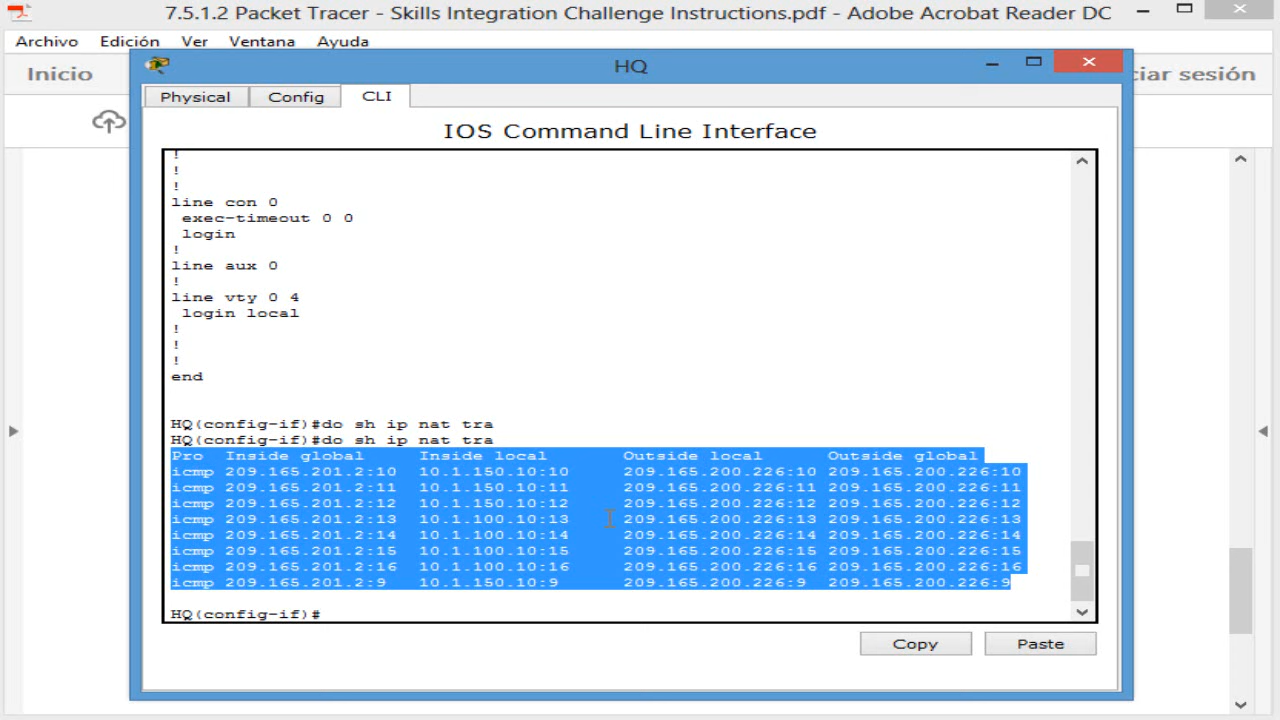 7.5.1.2 Packet Tracer - Skills Integration Challenge Instructions.pdf - Adobe Acrobat Reader DC
Archivo Edición Ver Ventana Ayuda
Inicio
ciar sesión
HQ
Physical Config CLI
IOS Command Line Interface
!
!
!
line con 0
exec-timeout 0 0
login
!
line aux 0
!
line vty 0 4
login local
!
!
!
end
HQ(config-if)#do sh ip nat tra
HQ(config-if)#do sh ip nat tra
Pro Inside global Inside local Outside local Outside global
icmp 209.165.201.2:10 10.1.150.10:10 209.165.200.226:10 209.165.200.226:10
icmp 209.165.201.2:11 10.1.150.10:11 209.165.200.226:11 209.165.200.226:11
icmp 209.165.201.2:12 10.1.150.10:12 209.165.200.226:12 209.165.200.226:12
icmp 209.165.201.2:13 10.1.100.10:13 209.165.200.226:13 209.165.200.226:13
icmp 209.165.201.2:14 10.1.100.10:14 209.165.200.226:14 209.165.200.226:14
icmp 209.165.201.2:15 10.1.100.10:15 209.165.200.226:15 209.165.200.226:15
icmp 209.165.201.2:16 10.1.100.10:16 209.165.200.226:16 209.165.200.226:16
icmp 209.165.201.2:9 10.1.150.10:9 209.165.200.226:9 209.165.200.226:9
HQ(config-if)#
Copy Paste